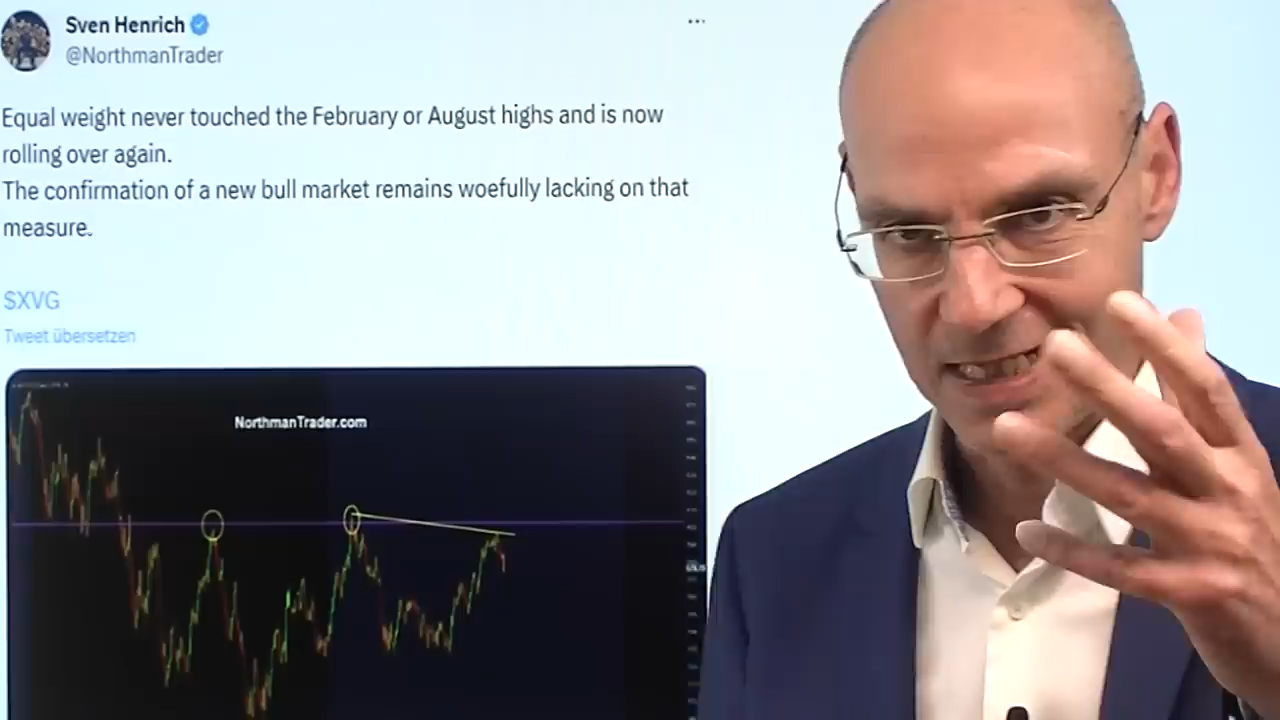 Sven Henrich
@NorthmanTrader
Equal weight never touched the February or August highs and is now
rolling over again.
The confirmation of a new bull market remains woefully lacking on that
measure.
$XVG
Tweet übersetzen
NorthmanTrader.com